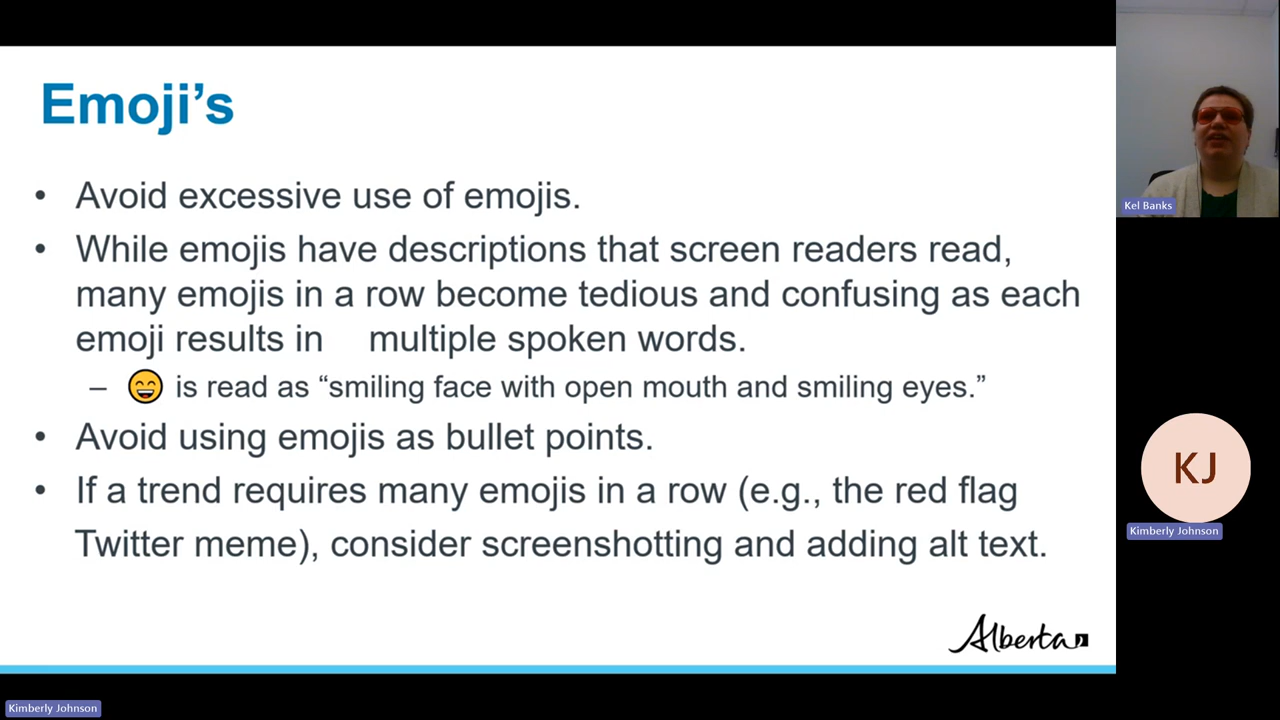 Emoji’s
• Avoid excessive use of emojis.
• While emojis have descriptions that screen readers read,
many emojis in a row become tedious and confusing as each
emoji results in multiple spoken words.
– 😄 is read as “smiling face with open mouth and smiling eyes.”
• Avoid using emojis as bullet points.
• If a trend requires many emojis in a row (e.g., the red flag
Twitter meme), consider screenshotting and adding alt text.
Alberta
Kel Banks
KJ
Kimberly Johnson
Kimberly Johnson